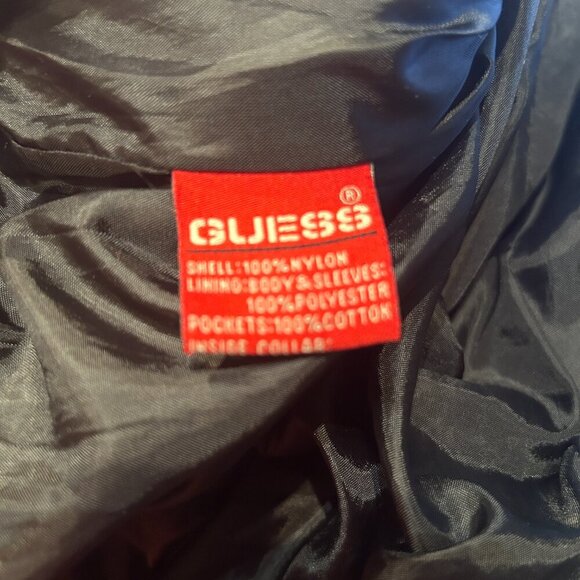 ®
GUESS
SHELL:100%NYLON
LINING:BODY&SLEEVES:
100%POLYESTER
POCKETS:100%COTTON
INSIDE COLLAR: